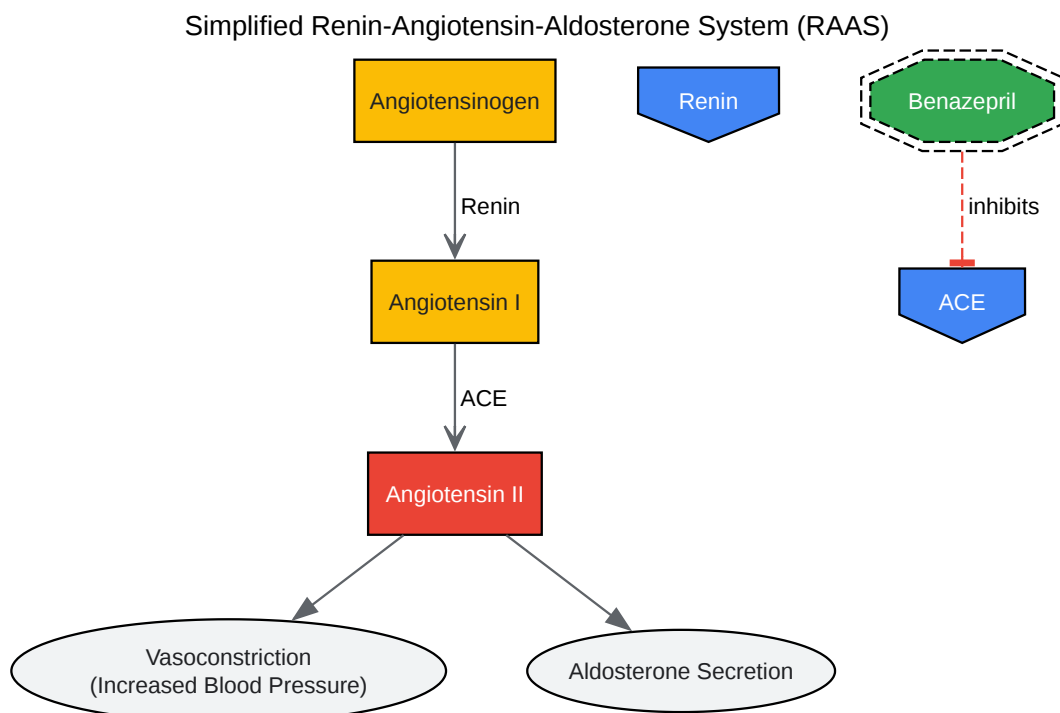 Simplified Renin-Angiotensin-Aldosterone System (RAAS)
Angiotensinogen
Renin
Benazepril
Renin
inhibits
Angiotensin I
ACE
ACE
Angiotensin II
Vasoconstriction
(Increased Blood Pressure)
Aldosterone Secretion